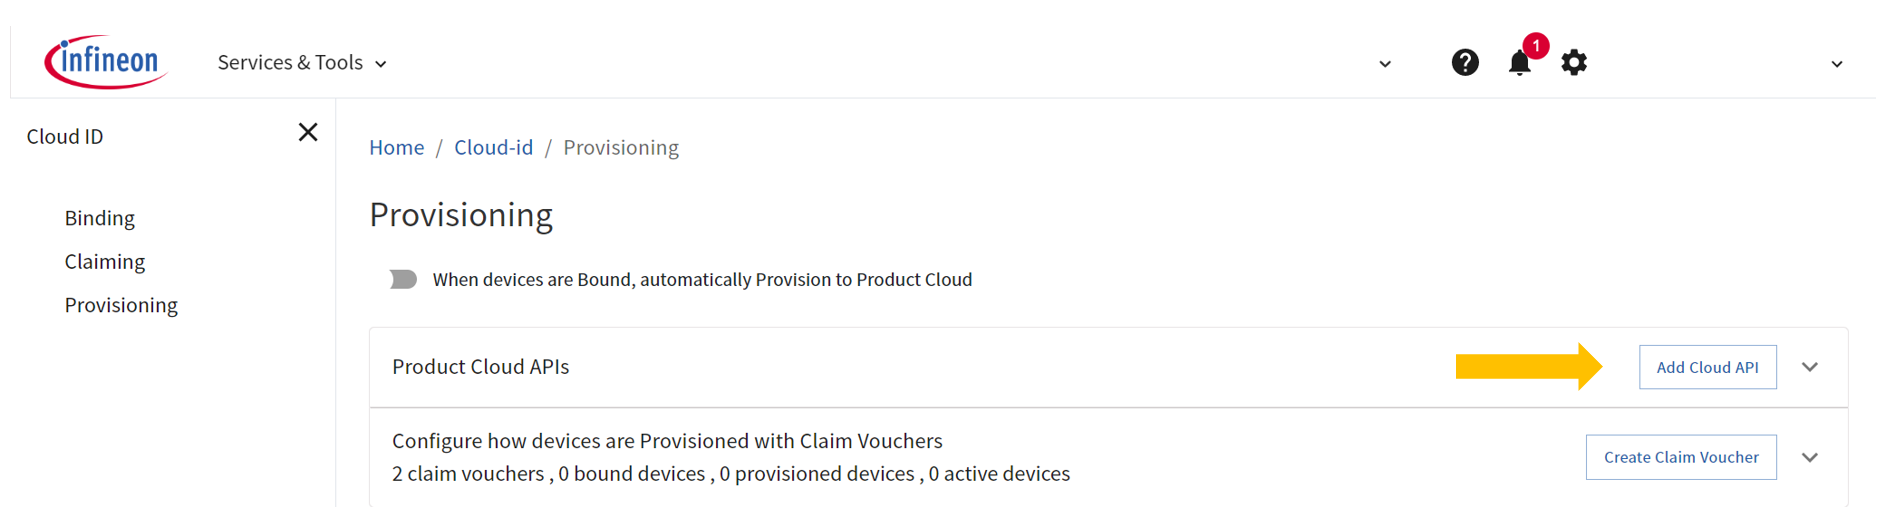 infineon
Services & Tools
1
Cloud ID
Home / Cloud-id / Provisioning
Binding
Claiming
Provisioning
Provisioning
When devices are Bound, automatically Provision to Product Cloud
Product Cloud APIs
Add Cloud API
Configure how devices are Provisioned with Claim Vouchers
2 claim vouchers , 0 bound devices , 0 provisioned devices , 0 active devices
Create Claim Voucher